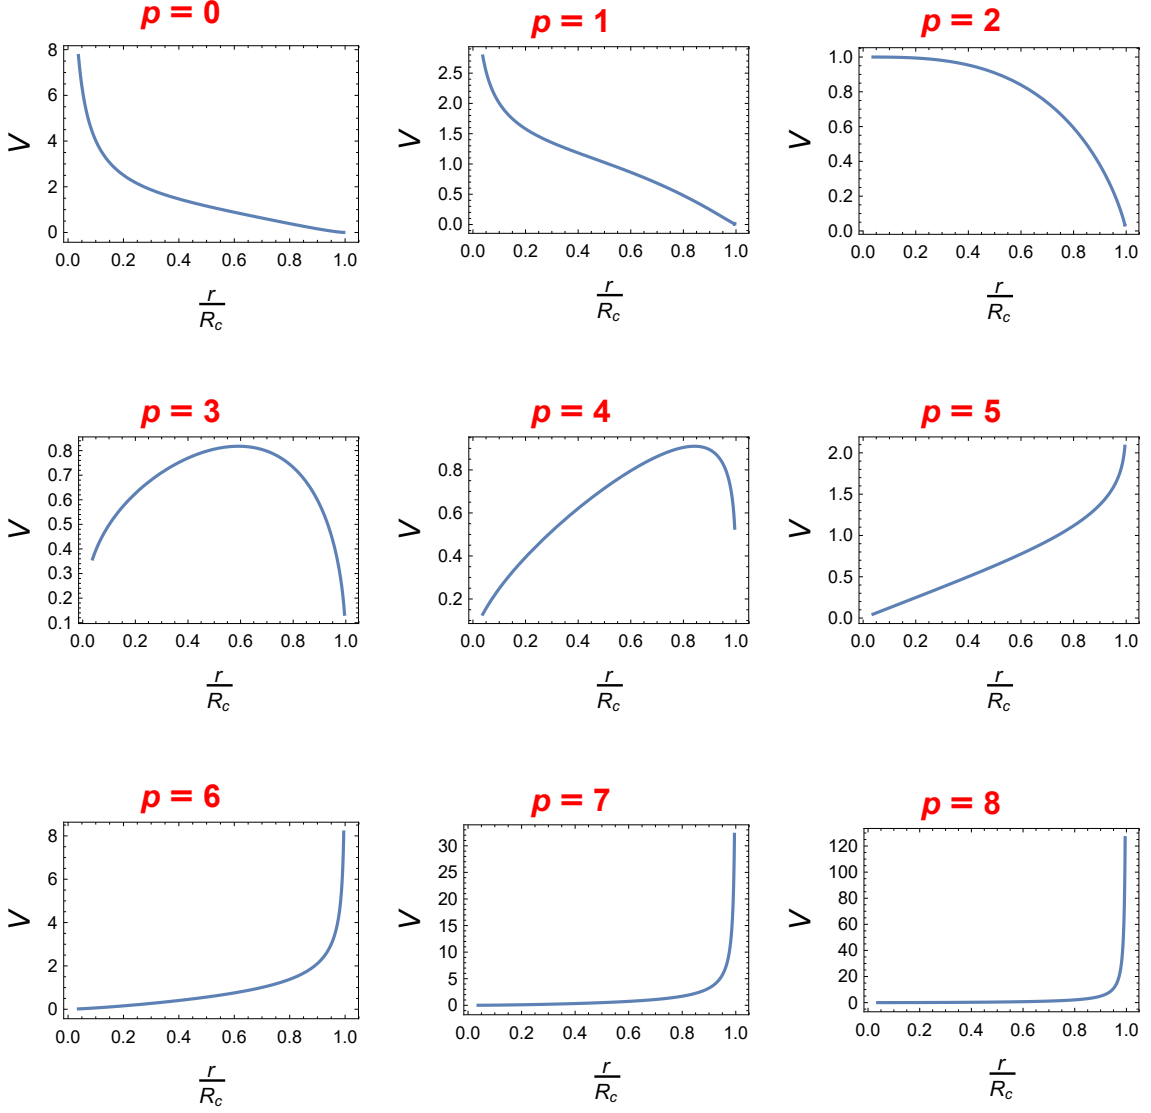 p = 0
p = 1
p = 2
8
6
4
2
0
V
0.0 0.2 0.4 0.6 0.8 1.0
r
R_c
2.5
2.0
1.5
1.0
0.5
0.0
V
0.0 0.2 0.4 0.6 0.8 1.0
r
R_c
1.0
0.8
0.6
0.4
0.2
0.0
V
0.0 0.2 0.4 0.6 0.8 1.0
r
R_c
p = 3
p = 4
p = 5
0.8
0.7
0.6
0.5
0.4
0.3
0.2
0.1
V
0.0 0.2 0.4 0.6 0.8 1.0
r
R_c
0.8
0.6
0.4
0.2
V
0.0 0.2 0.4 0.6 0.8 1.0
r
R_c
2.0
1.5
1.0
0.5
0.0
V
0.0 0.2 0.4 0.6 0.8 1.0
r
R_c
p = 6
p = 7
p = 8
8
6
4
2
0
V
0.0 0.2 0.4 0.6 0.8 1.0
r
R_c
30
25
20
15
10
5
0
V
0.0 0.2 0.4 0.6 0.8 1.0
r
R_c
120
100
80
60
40
20
0
V
0.0 0.2 0.4 0.6 0.8 1.0
r
R_c